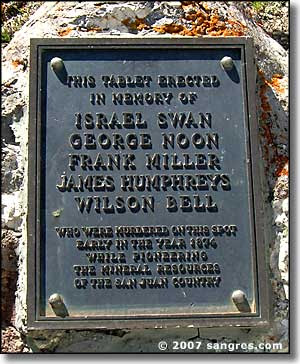 THIS TABLET ERECTED
IN MEMORY OF
ISRAEL SWAN
GEORGE NOON
FRANK MILLER
JAMES HUMPHREYS
WILSON BELL
WHO WERE MURDERED ON THIS SPOT
EARLY IN THE YEAR 1874
WHILE PIONEERING
THE MINERAL RESOURCES
OF THE SAN JUAN COUNTRY
© 2007 sangres.com